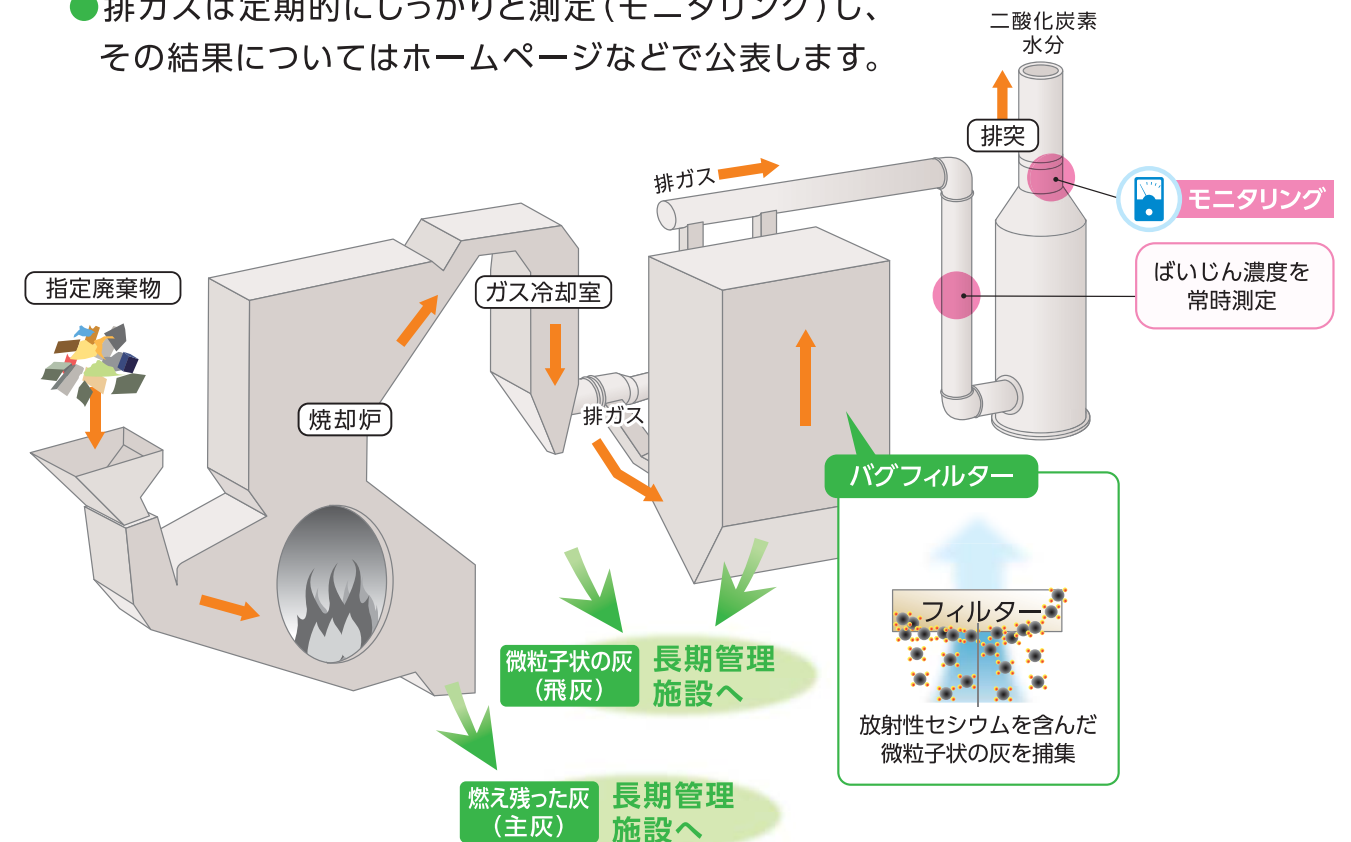 ●排ガスは定期的にしっかりと測定(モニタリング)し、
その結果についてはホームページなどで公表します。
二酸化炭素
水分
排突
排ガス
モニタリング
ばいじん濃度を
常時測定
指定廃棄物
ガス冷却室
焼却炉
排ガス
バグフィルター
フィルター
放射性セシウムを含んだ
微粒子状の灰を捕集
微粒子状の灰
(飛灰)
長期管理
施設へ
燃え残った灰
(主灰)
長期管理
施設へ